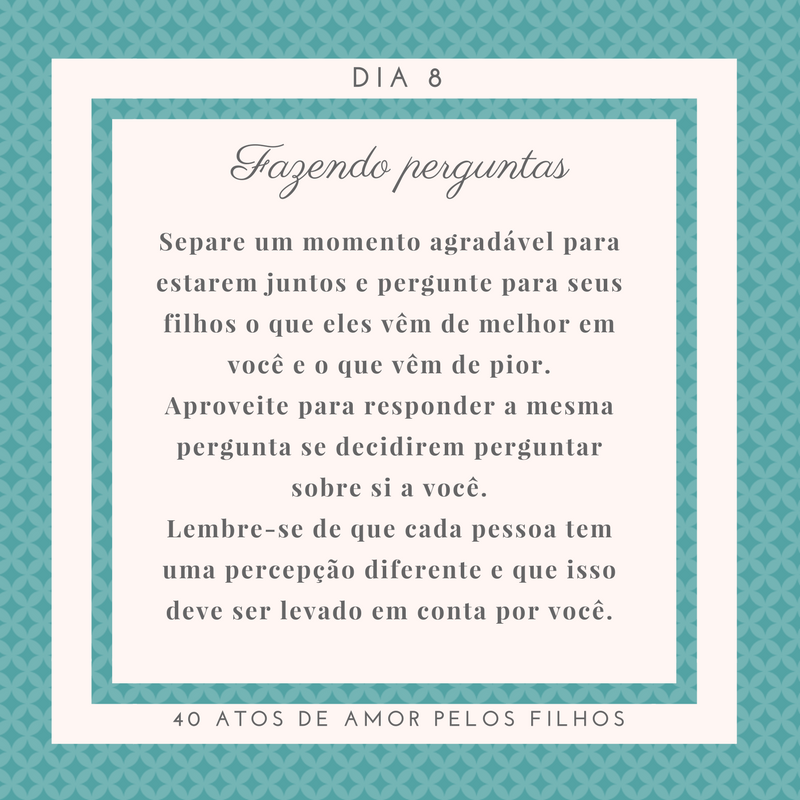 DIA 8
Fazendo perguntas
Separe um momento agradável para
estarem juntos e pergunte para seus
filhos o que eles vêm de melhor em
você e o que vêm de pior.
Aproveite para responder a mesma
pergunta se decidirem perguntar
sobre si a você.
Lembre-se de que cada pessoa tem
uma percepção diferente e que isso
deve ser levado em conta por você.
40 ATOS DE AMOR PELOS FILHOS